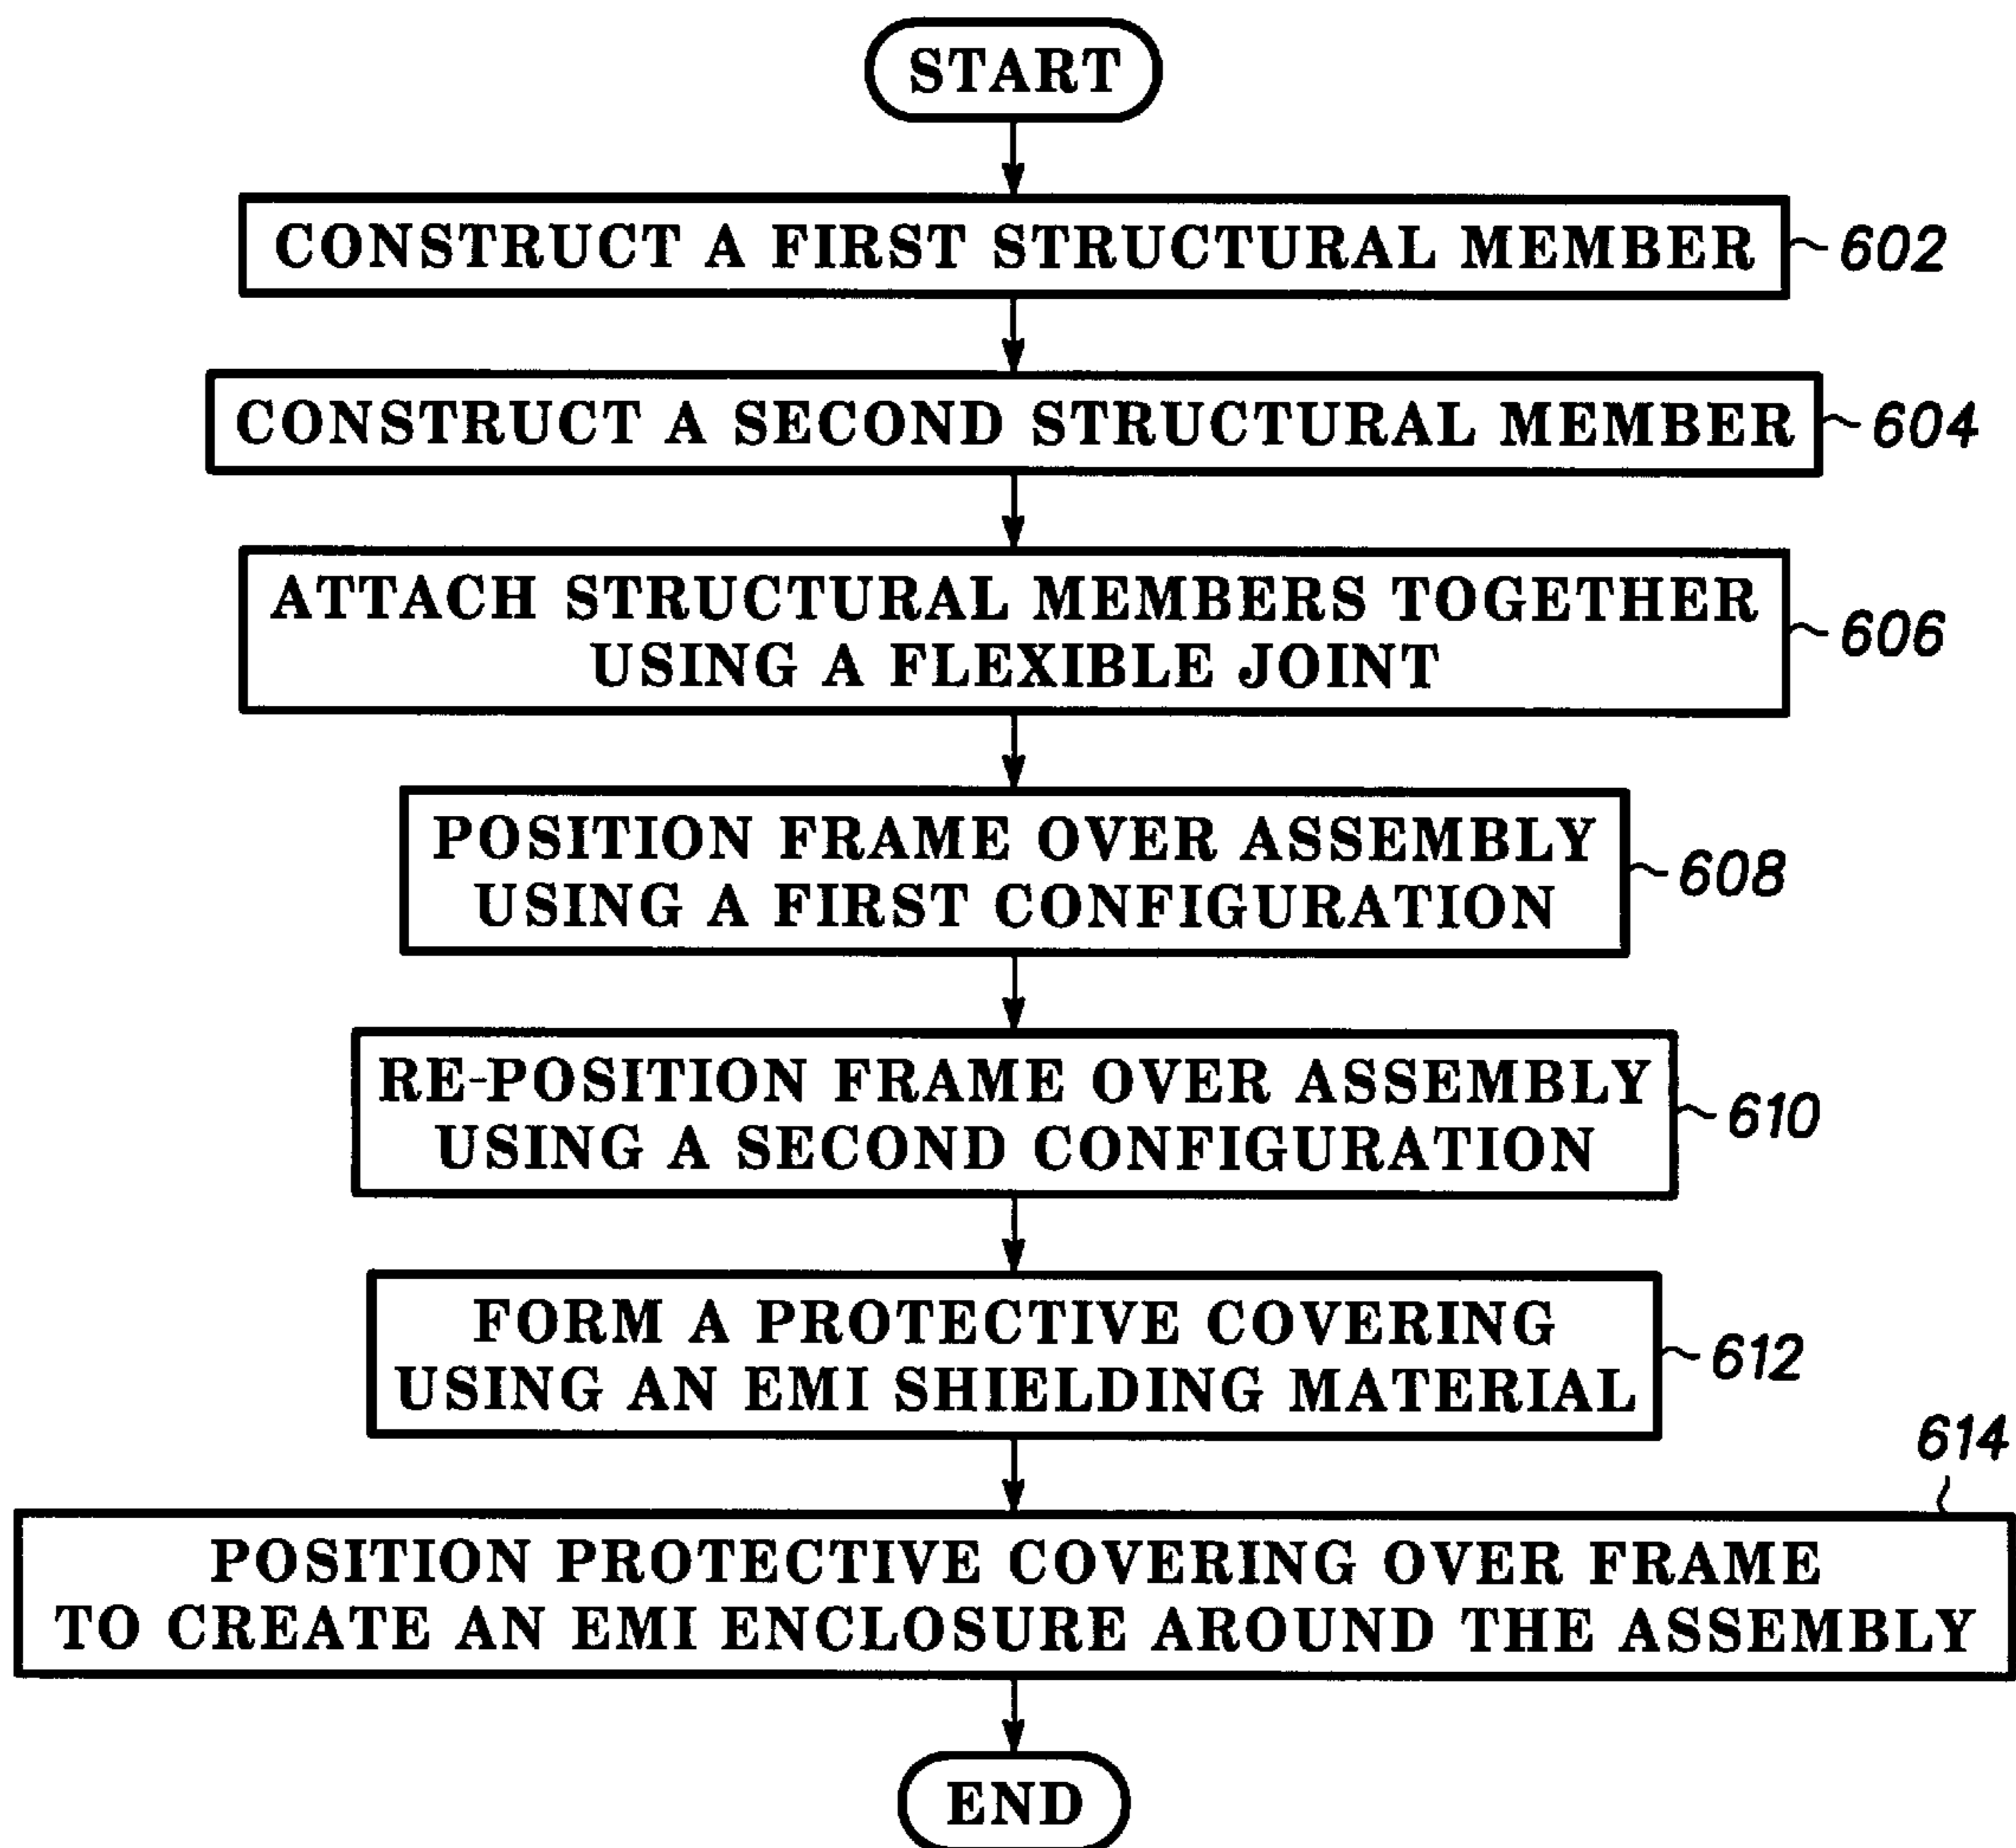 START
CONSTRUCT A FIRST STRUCTURAL MEMBER
602
CONSTRUCT A SECOND STRUCTURAL MEMBER
604
ATTACH STRUCTURAL MEMBERS TOGETHER
USING A FLEXIBLE JOINT
606
POSITION FRAME OVER ASSEMBLY
USING A FIRST CONFIGURATION
608
RE-POSITION FRAME OVER ASSEMBLY
USING A SECOND CONFIGURATION
610
FORM A PROTECTIVE COVERING
USING AN EMI SHIELDING MATERIAL
612
614
POSITION PROTECTIVE COVERING OVER FRAME
TO CREATE AN EMI ENCLOSURE AROUND THE ASSEMBLY
END